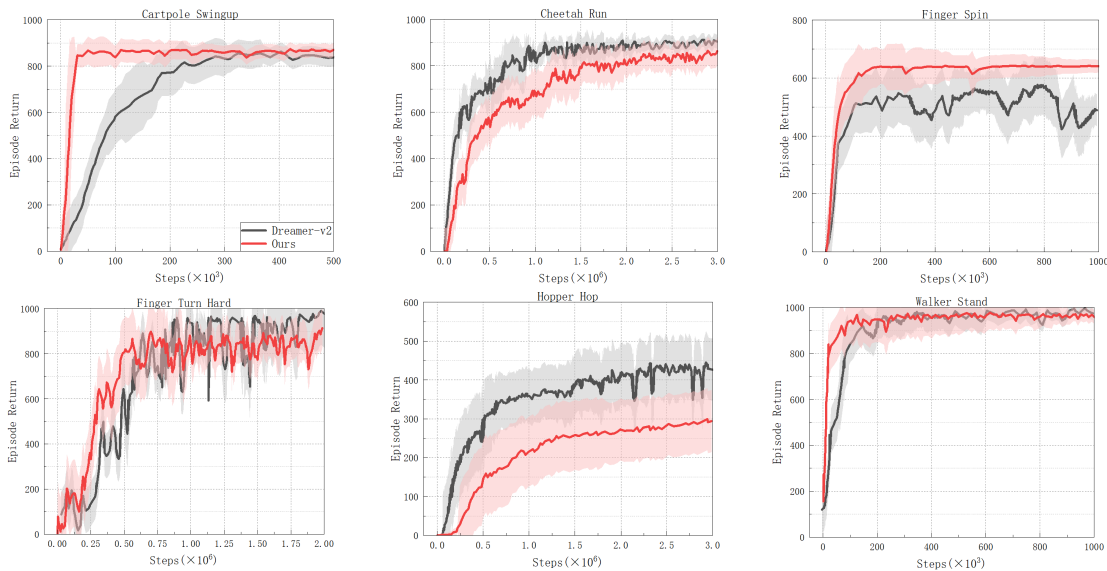 Cartpole Swingup
1000
800
600
400
200
0
Episode Return
0 100 200 300 400 500
Steps(×10³)
Dreamer-v2
Ours
Cheetah Run
1000
800
600
400
200
0
Episode Return
0.0 0.5 1.0 1.5 2.0 2.5 3.0
Steps(×10⁶)
Finger Spin
800
600
400
200
0
Episode Return
0 200 400 600 800 1000
Steps(×10³)
Finger Turn Hard
1000
800
600
400
200
0
Episode Return
0.00 0.25 0.50 0.75 1.00 1.25 1.50 1.75 2.00
Steps(×10⁶)
Hopper Hop
600
500
400
300
200
100
0
Episode Return
0.0 0.5 1.0 1.5 2.0 2.5 3.0
Steps(×10⁶)
Walker Stand
1000
800
600
400
200
0
Episode Return
0 200 400 600 800 1000
Steps(×10³)